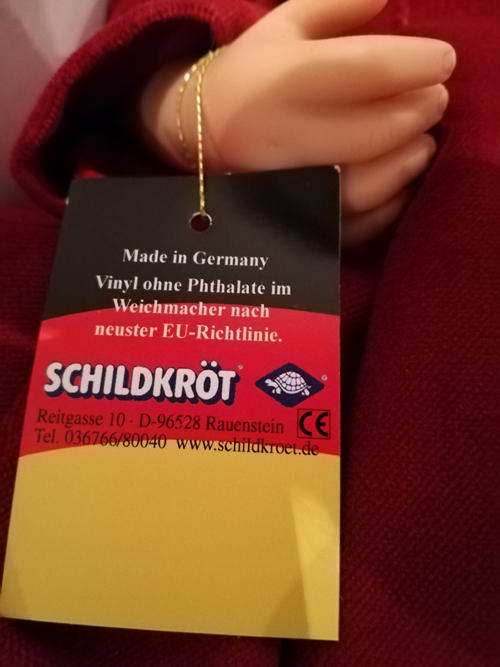 Made in Germany
Vinyl ohne Phthalate im
Weichmacher nach
neuster EU-Richtlinie.
SCHILDKRÖT®
Reitgasse 10 · D-96528 Rauenstein CE
Tel. 036766/80040 www.schildkroet.de